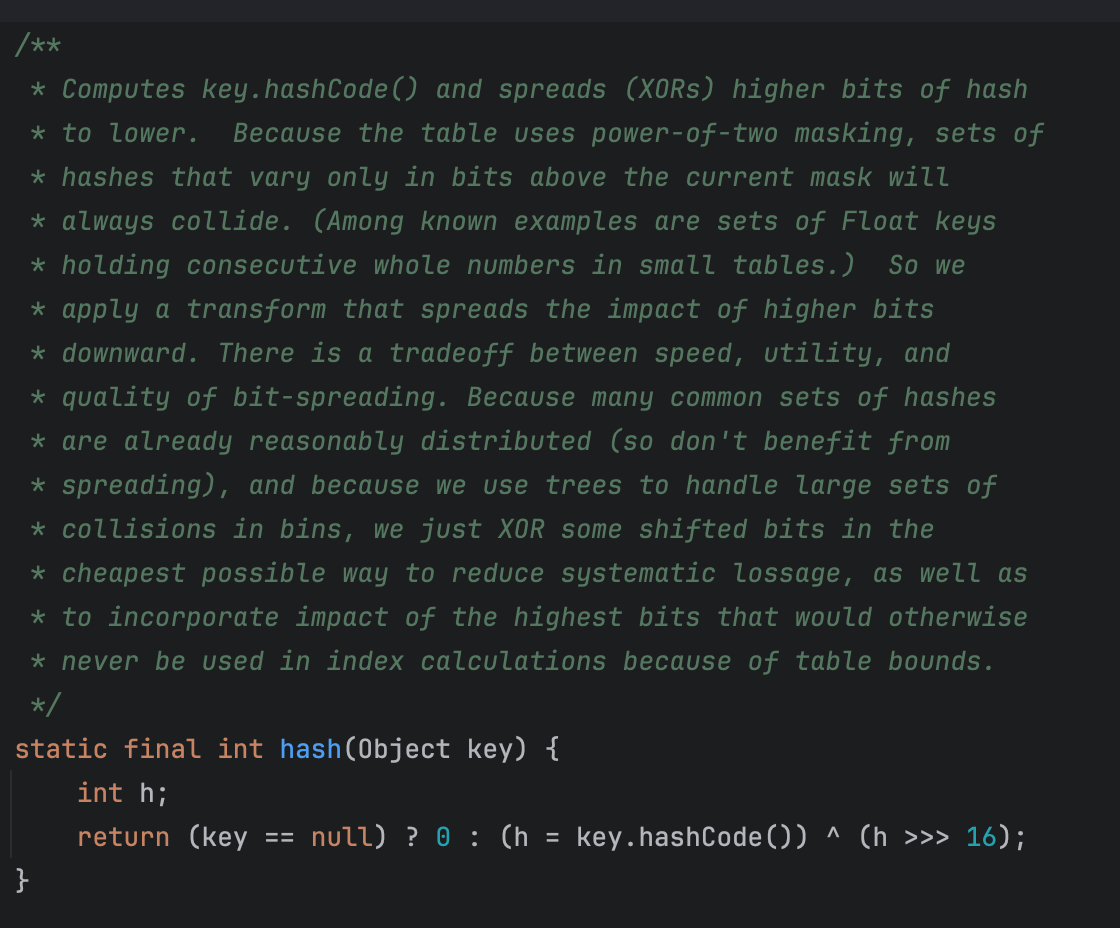 /**
 * Computes key.hashCode() and spreads (XORs) higher bits of hash
 * to lower.  Because the table uses power-of-two masking, sets of
 * hashes that vary only in bits above the current mask will
 * always collide. (Among known examples are sets of Float keys
 * holding consecutive whole numbers in small tables.)  So we
 * apply a transform that spreads the impact of higher bits
 * downward. There is a tradeoff between speed, utility, and
 * quality of bit-spreading. Because many common sets of hashes
 * are already reasonably distributed (so don't benefit from
 * spreading), and because we use trees to handle large sets of
 * collisions in bins, we just XOR some shifted bits in the
 * cheapest possible way to reduce systematic lossage, as well as
 * to incorporate impact of the highest bits that would otherwise
 * never be used in index calculations because of table bounds.
 */
static final int hash(Object key) {
    int h;
    return (key == null) ? 0 : (h = key.hashCode()) ^ (h >>> 16);
}